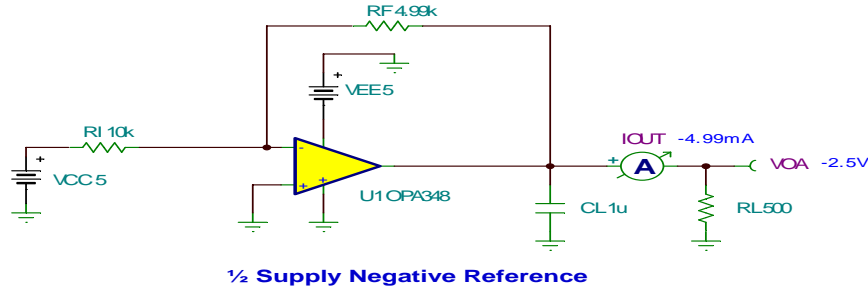 RF 4.99k
+
VEE 5
RI 10k
IOUT -4.99mA
+
-
+
A
VOA -2.5V
VCC 5
+
+
U1 OPA348
CL 1u
RL 500
½ Supply Negative Reference